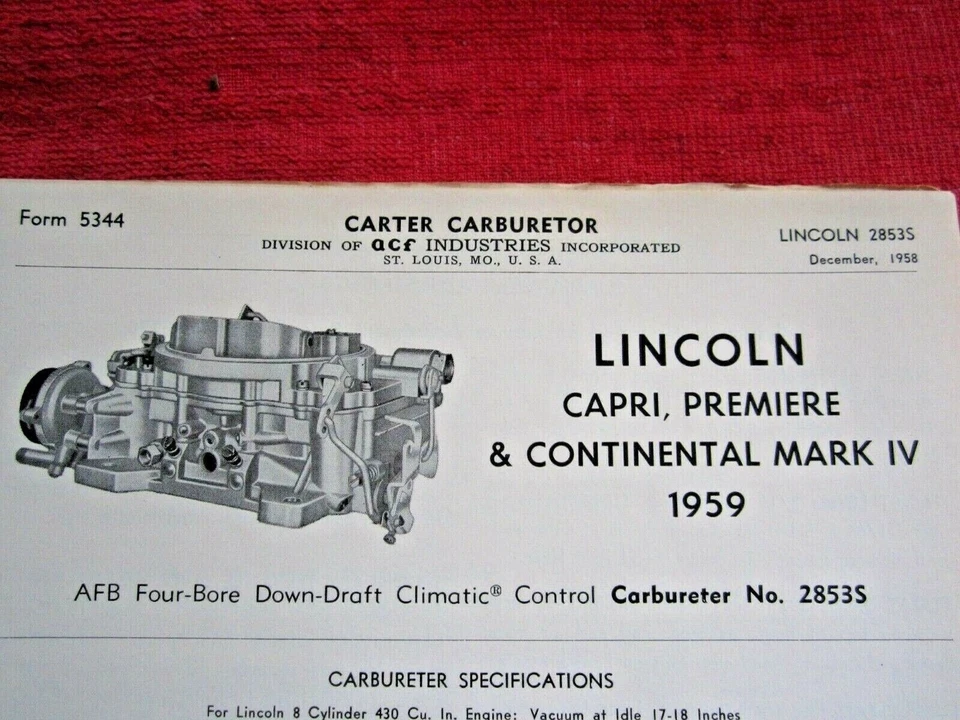 Form 5344
CARTER CARBURETOR
DIVISION OF acf INDUSTRIES INCORPORATED
ST. LOUIS, MO., U. S. A.
LINCOLN 2853S
December, 1958
LINCOLN
CAPRI, PREMIERE
& CONTINENTAL MARK IV
1959
AFB Four-Bore Down-Draft Climatic® Control Carbureter No. 2853S
CARBURETER SPECIFICATIONS
For Lincoln 8 Cylinder 430 Cu. In. Engine: Vacuum at Idle 17-18 Inches